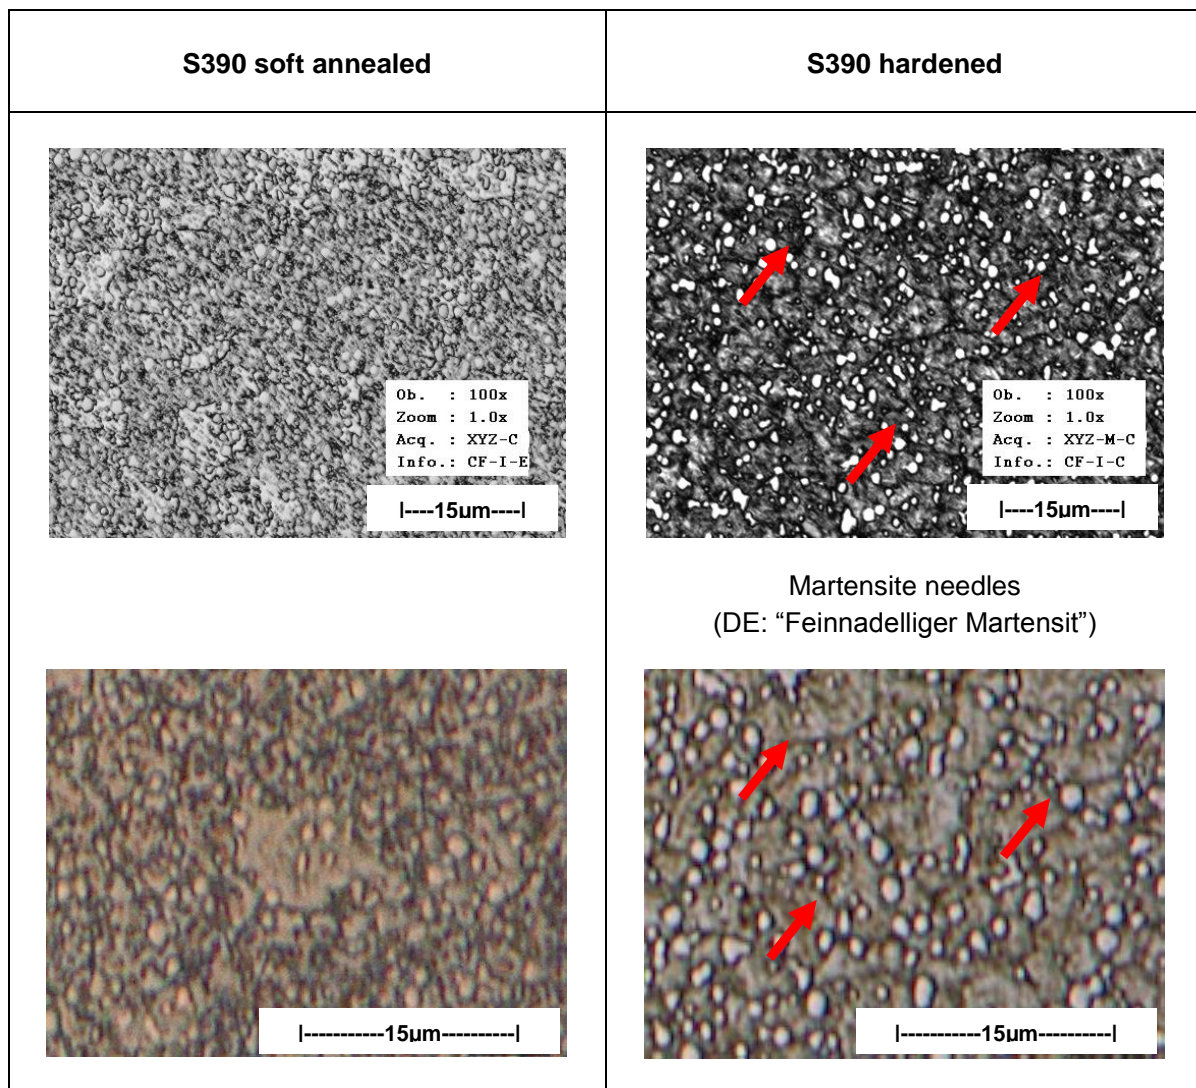 S390 soft annealed
S390 hardened
Ob. : 100x
Zoom : 1.0x
Acq. : XYZ-C
Info.: CF-I-E
|----15µm----|
Ob. : 100x
Zoom : 1.0x
Acq. : XYZ-M-C
Info.: CF-I-C
|----15µm----|
Martensite needles
(DE: “Feinnadelliger Martensit”)
|-----------15µm----------|
|-----------15µm----------|